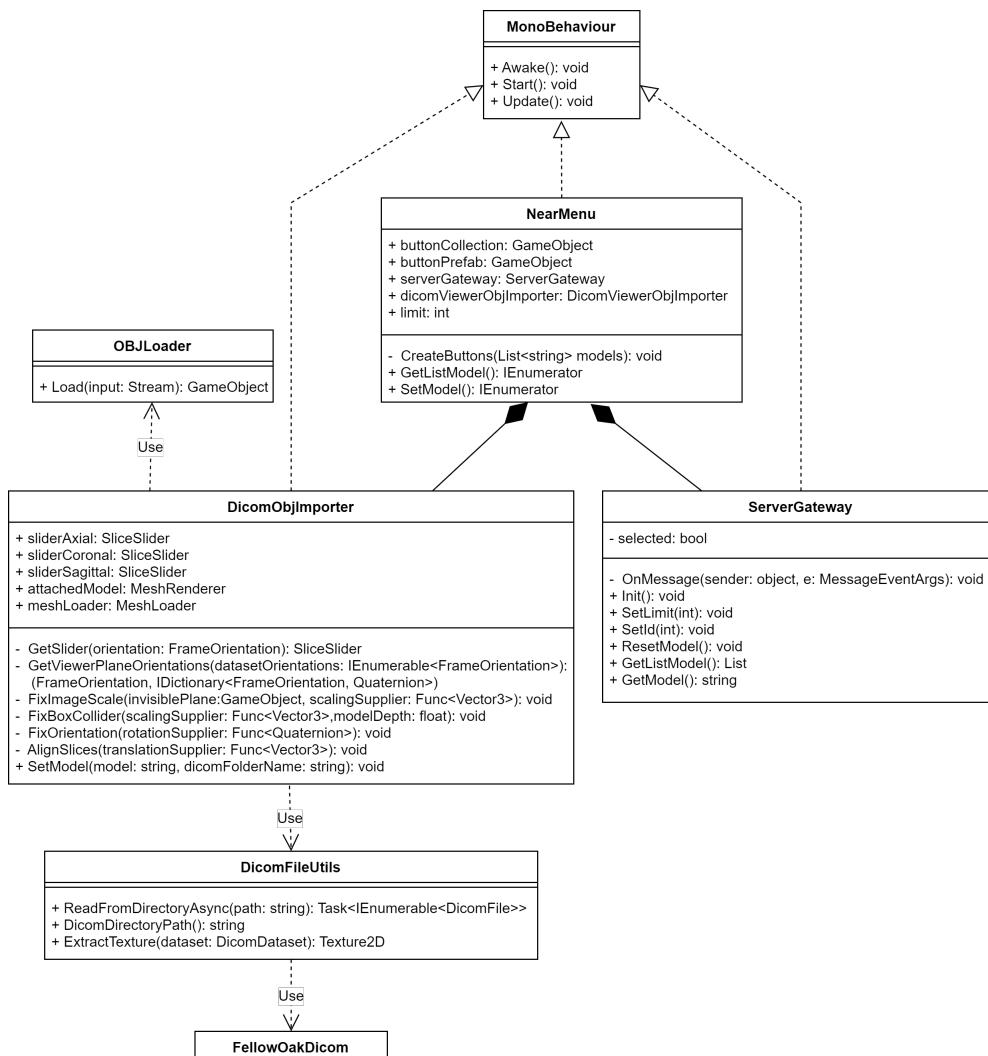 MonoBehaviour
+ Awake(): void
+ Start(): void
+ Update(): void
NearMenu
+ buttonCollection: GameObject
+ buttonPrefab: GameObject
+ serverGateway: ServerGateway
+ dicomViewerObjImporter: DicomViewerObjImporter
+ limit: int
- CreateButtons(List<string> models): void
+ GetListModel(): IEnumerator
+ SetModel(): IEnumerator
OBJLoader
+ Load(input: Stream): GameObject
Use
DicomObjImporter
+ sliderAxial: SliceSlider
+ sliderCoronal: SliceSlider
+ sliderSagittal: SliceSlider
+ attachedModel: MeshRenderer
+ meshLoader: MeshLoader
- GetSlider(orientation: FrameOrientation): SliceSlider
- GetViewerPlaneOrientations(datasetOrientations: IEnumerable<FrameOrientation>):
(FrameOrientation, IDictionary<FrameOrientation, Quaternion>)
- FixImageScale(invisiblePlane:GameObject, scalingSupplier: Func<Vector3>): void
- FixBoxCollider(scalingSupplier: Func<Vector3>,modelDepth: float): void
- FixOrientation(rotationSupplier: Func<Quaternion>): void
- AlignSlices(translationSupplier: Func<Vector3>): void
+ SetModel(model: string, dicomFolderName: string): void
ServerGateway
- selected: bool
- OnMessage(sender: object, e: MessageEventArgs): void
+ Init(): void
+ SetLimit(int): void
+ SetId(int): void
+ ResetModel(): void
+ GetListModel(): List
+ GetModel(): string
Use
DicomFileUtils
+ ReadFromDirectoryAsync(path: string): Task<IEnumerable<DicomFile>>
+ DicomDirectoryPath(): string
+ ExtractTexture(dataset: DicomDataset): Texture2D
Use
FellowOakDicom